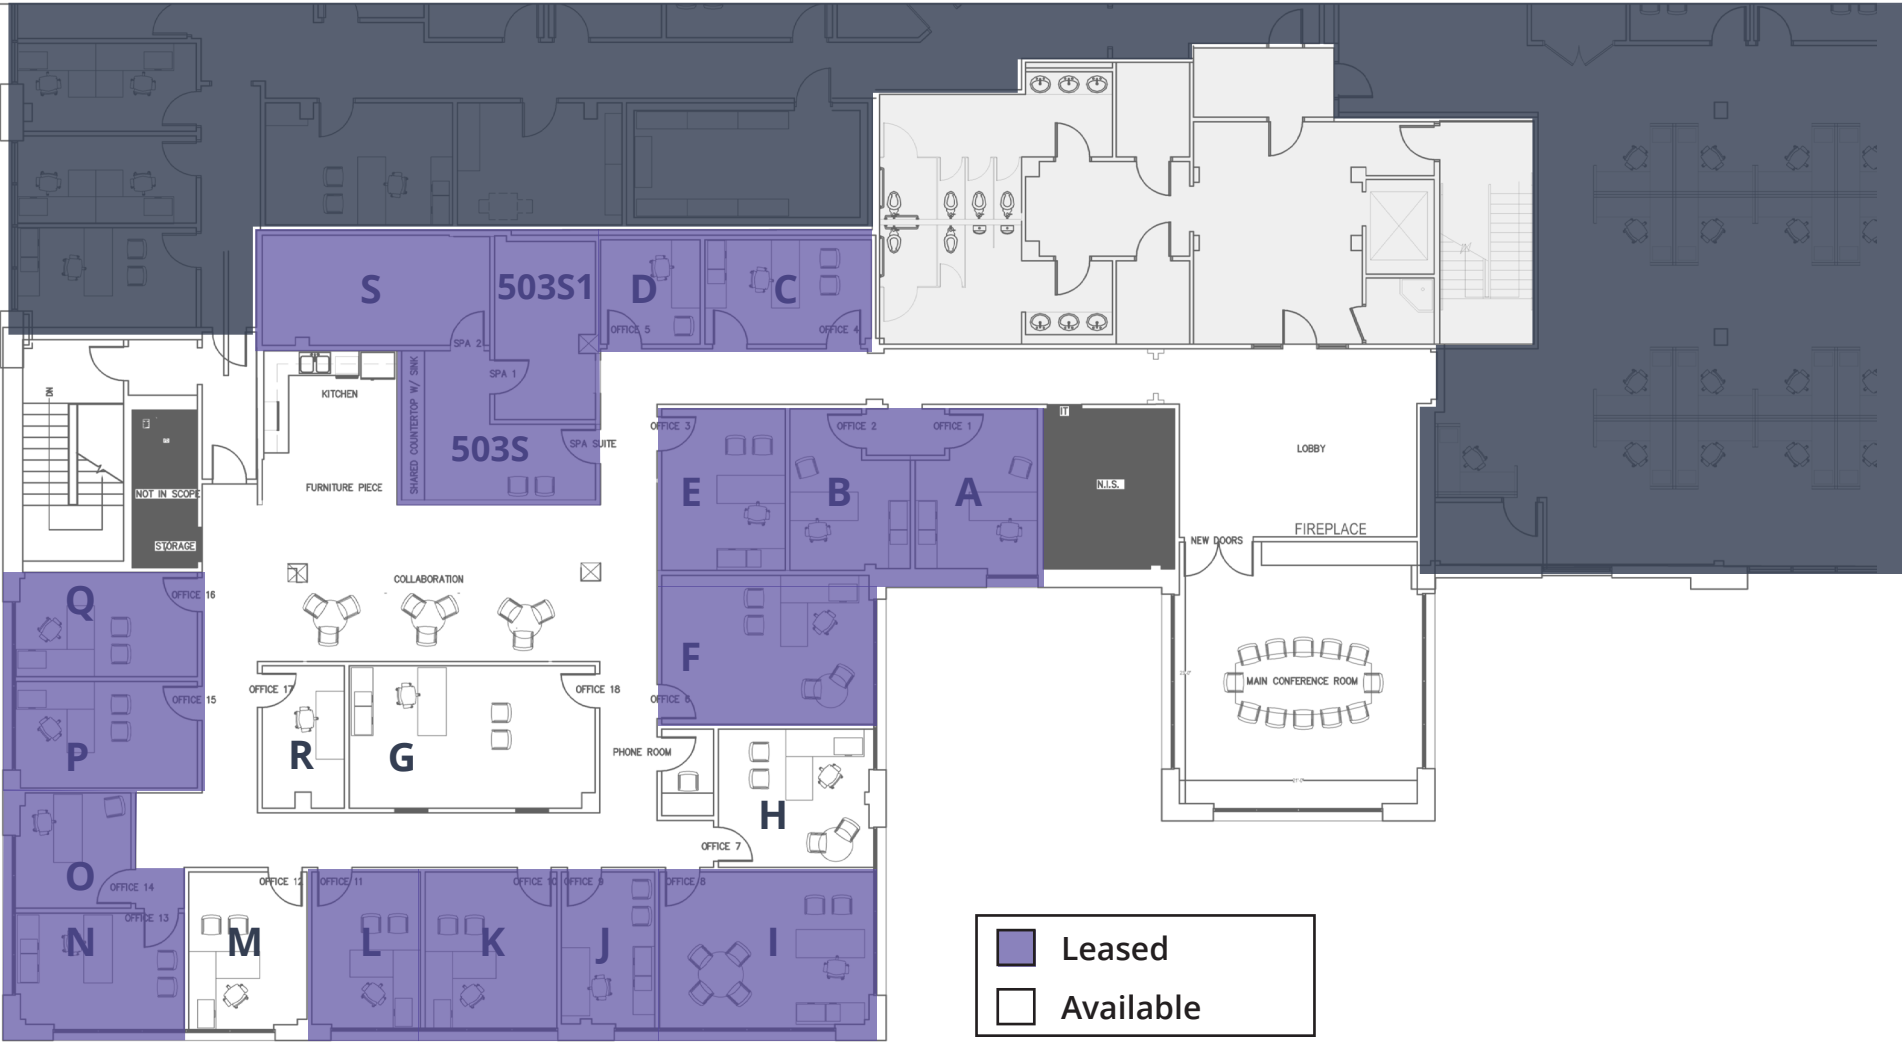 S
503S1
D
C
OFFICE 5
OFFICE 4
SPA 2
SPA 1
SHARED COUNTERTOP W/ SINK
KITCHEN
DN
503S
SPA SUITE
FURNITURE PIECE
OFFICE 3
OFFICE 2
OFFICE 1
IT
E
B
A
N.I.S.
LOBBY
FIREPLACE
NEW DOORS
NOT IN SCOPE
STORAGE
COLLABORATION
Q
OFFICE 16
P
OFFICE 15
F
OFFICE 6
MAIN CONFERENCE ROOM
OFFICE 17
OFFICE 18
R
G
PHONE ROOM
H
OFFICE 7
O
OFFICE 14
OFFICE 13
OFFICE 12
OFFICE 11
OFFICE 10
OFFICE 9
OFFICE 8
N
M
L
K
J
I
Leased
Available